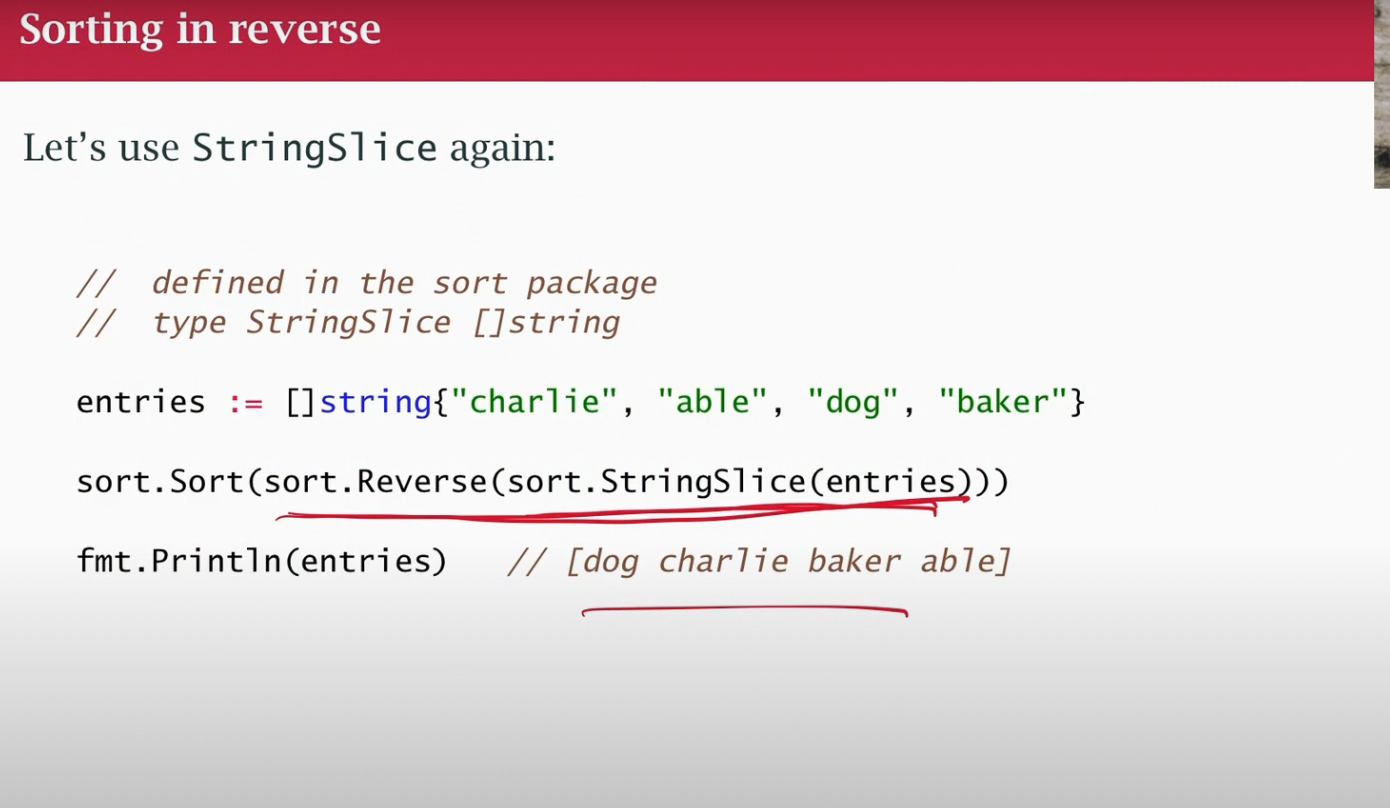 Sorting in reverse
Let’s use StringSlice again:
// defined in the sort package
// type StringSlice []string
entries := []string{"charlie", "able", "dog", "baker"}
sort.Sort(sort.Reverse(sort.StringSlice(entries)))
fmt.Println(entries) // [dog charlie baker able]